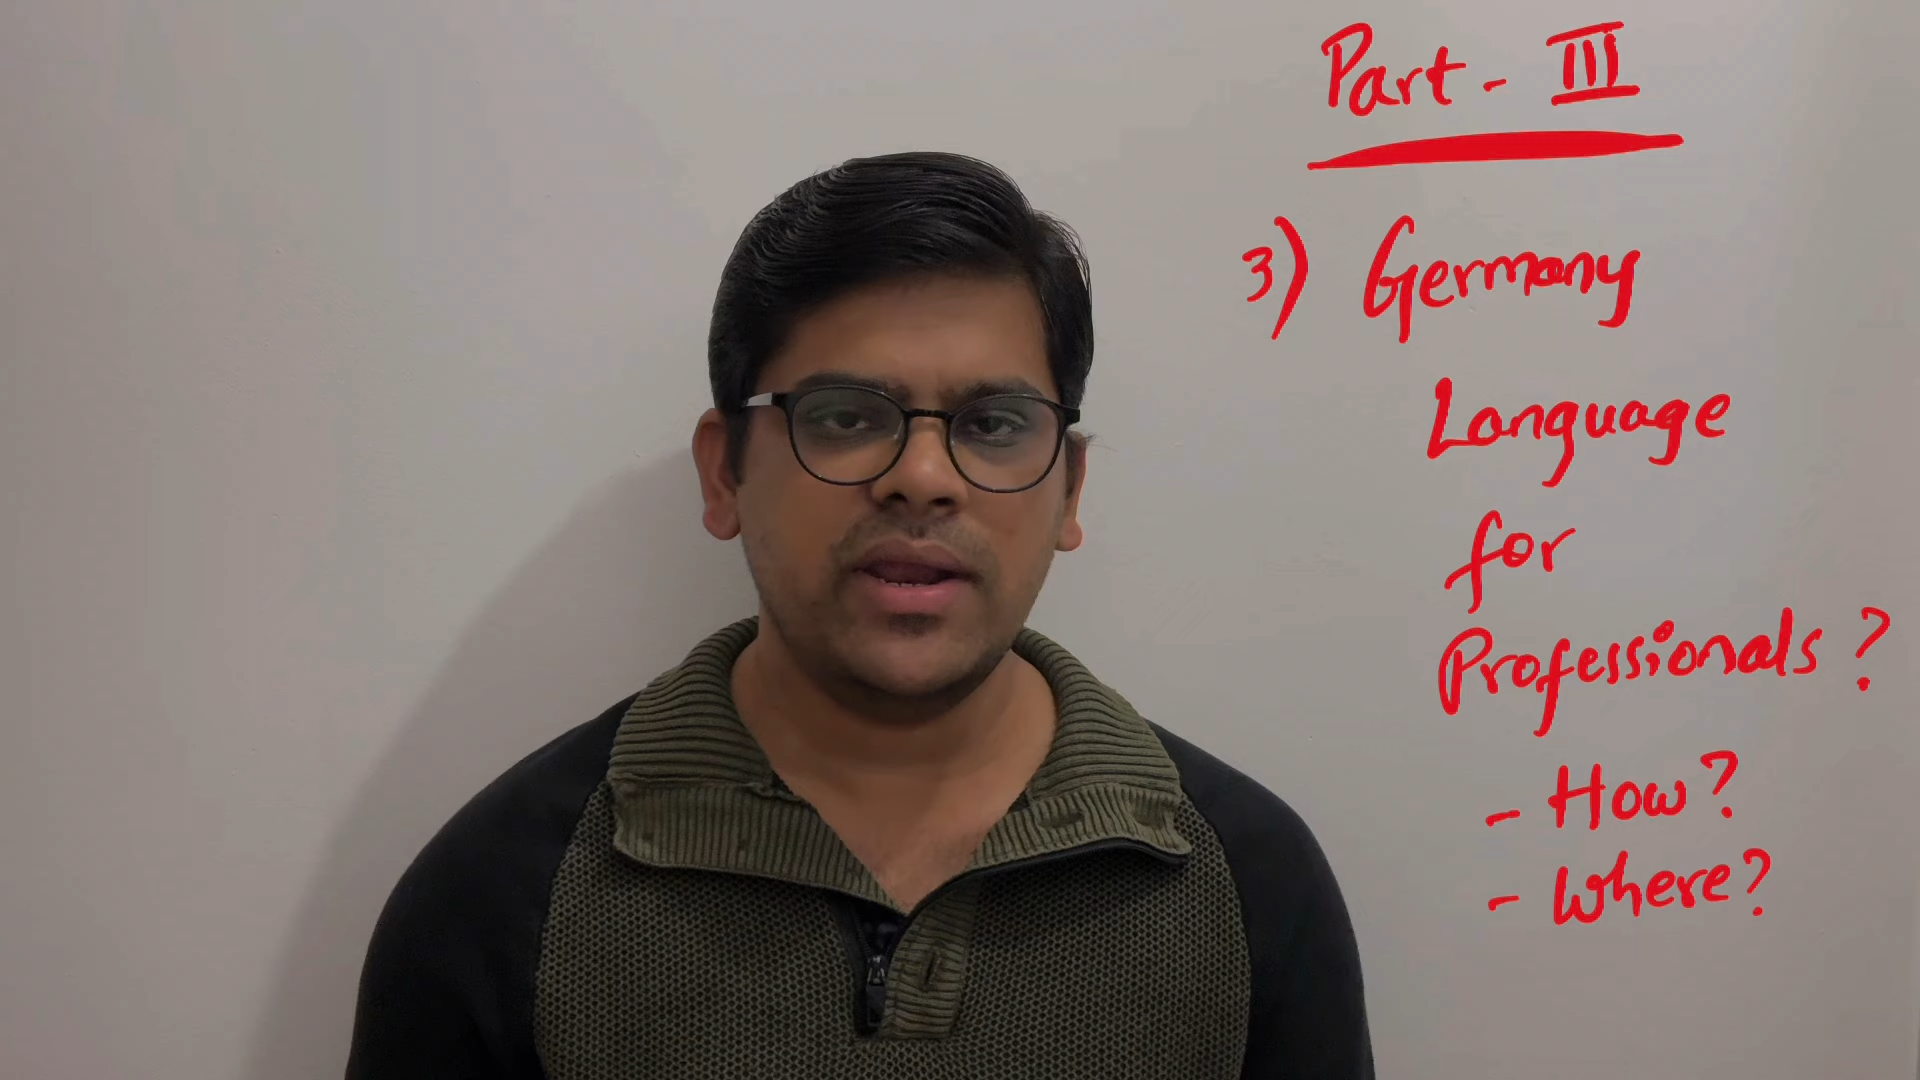 Part - III
3) Germany
Language
for
Professionals?
- How?
- Where?